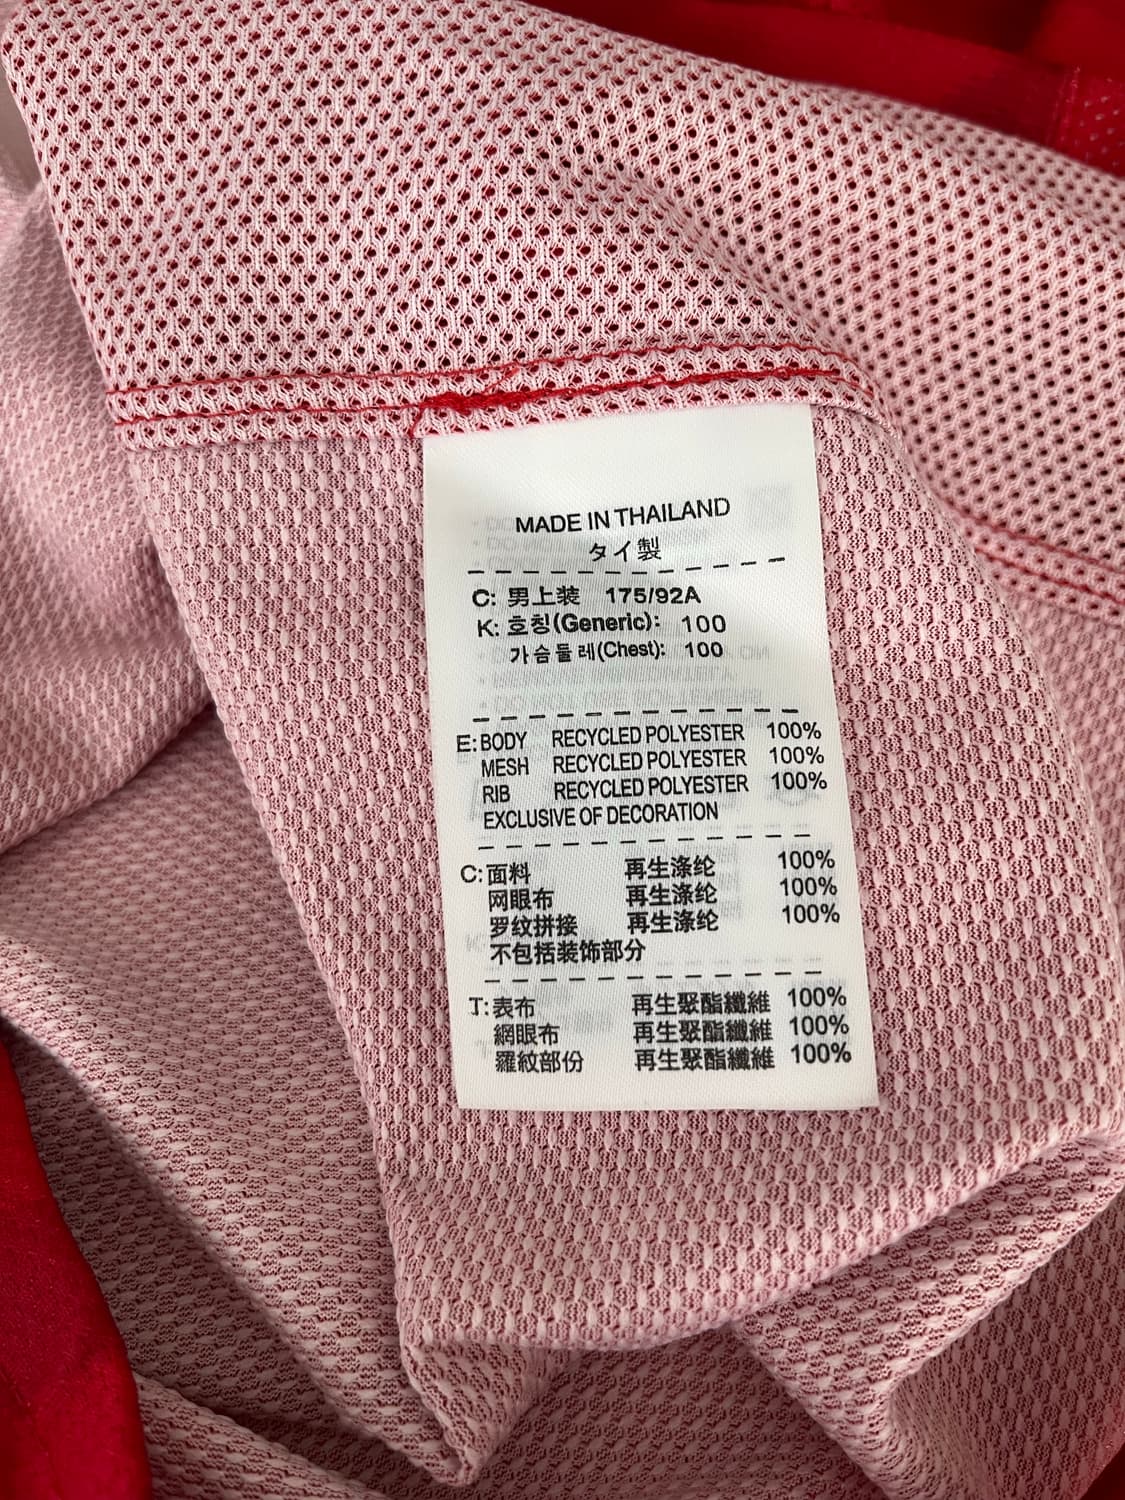 MADE IN THAILAND
タイ製
C: 男上装 175/92A
K: 호칭(Generic): 100
가슴둘레(Chest): 100
E: BODY RECYCLED POLYESTER 100%
MESH RECYCLED POLYESTER 100%
RIB RECYCLED POLYESTER 100%
EXCLUSIVE OF DECORATION
C: 面料 再生涤纶 100%
网眼布 再生涤纶 100%
罗纹拼接 再生涤纶 100%
不包括装饰部分
T: 表布 再生聚酯纖維 100%
網眼布 再生聚酯纖維 100%
羅紋部份 再生聚酯纖維 100%